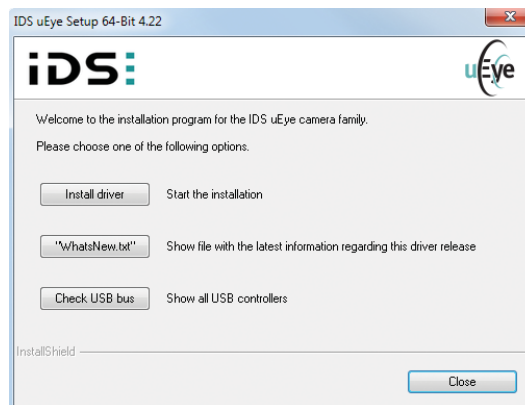 IDS uEye Setup 64-Bit 4.22
iDS:
uEye
Welcome to the installation program for the IDS uEye camera family.
Please choose one of the following options.
Install driver Start the installation
"WhatsNew.txt" Show file with the latest information regarding this driver release
Check USB bus Show all USB controllers
InstallShield
Close